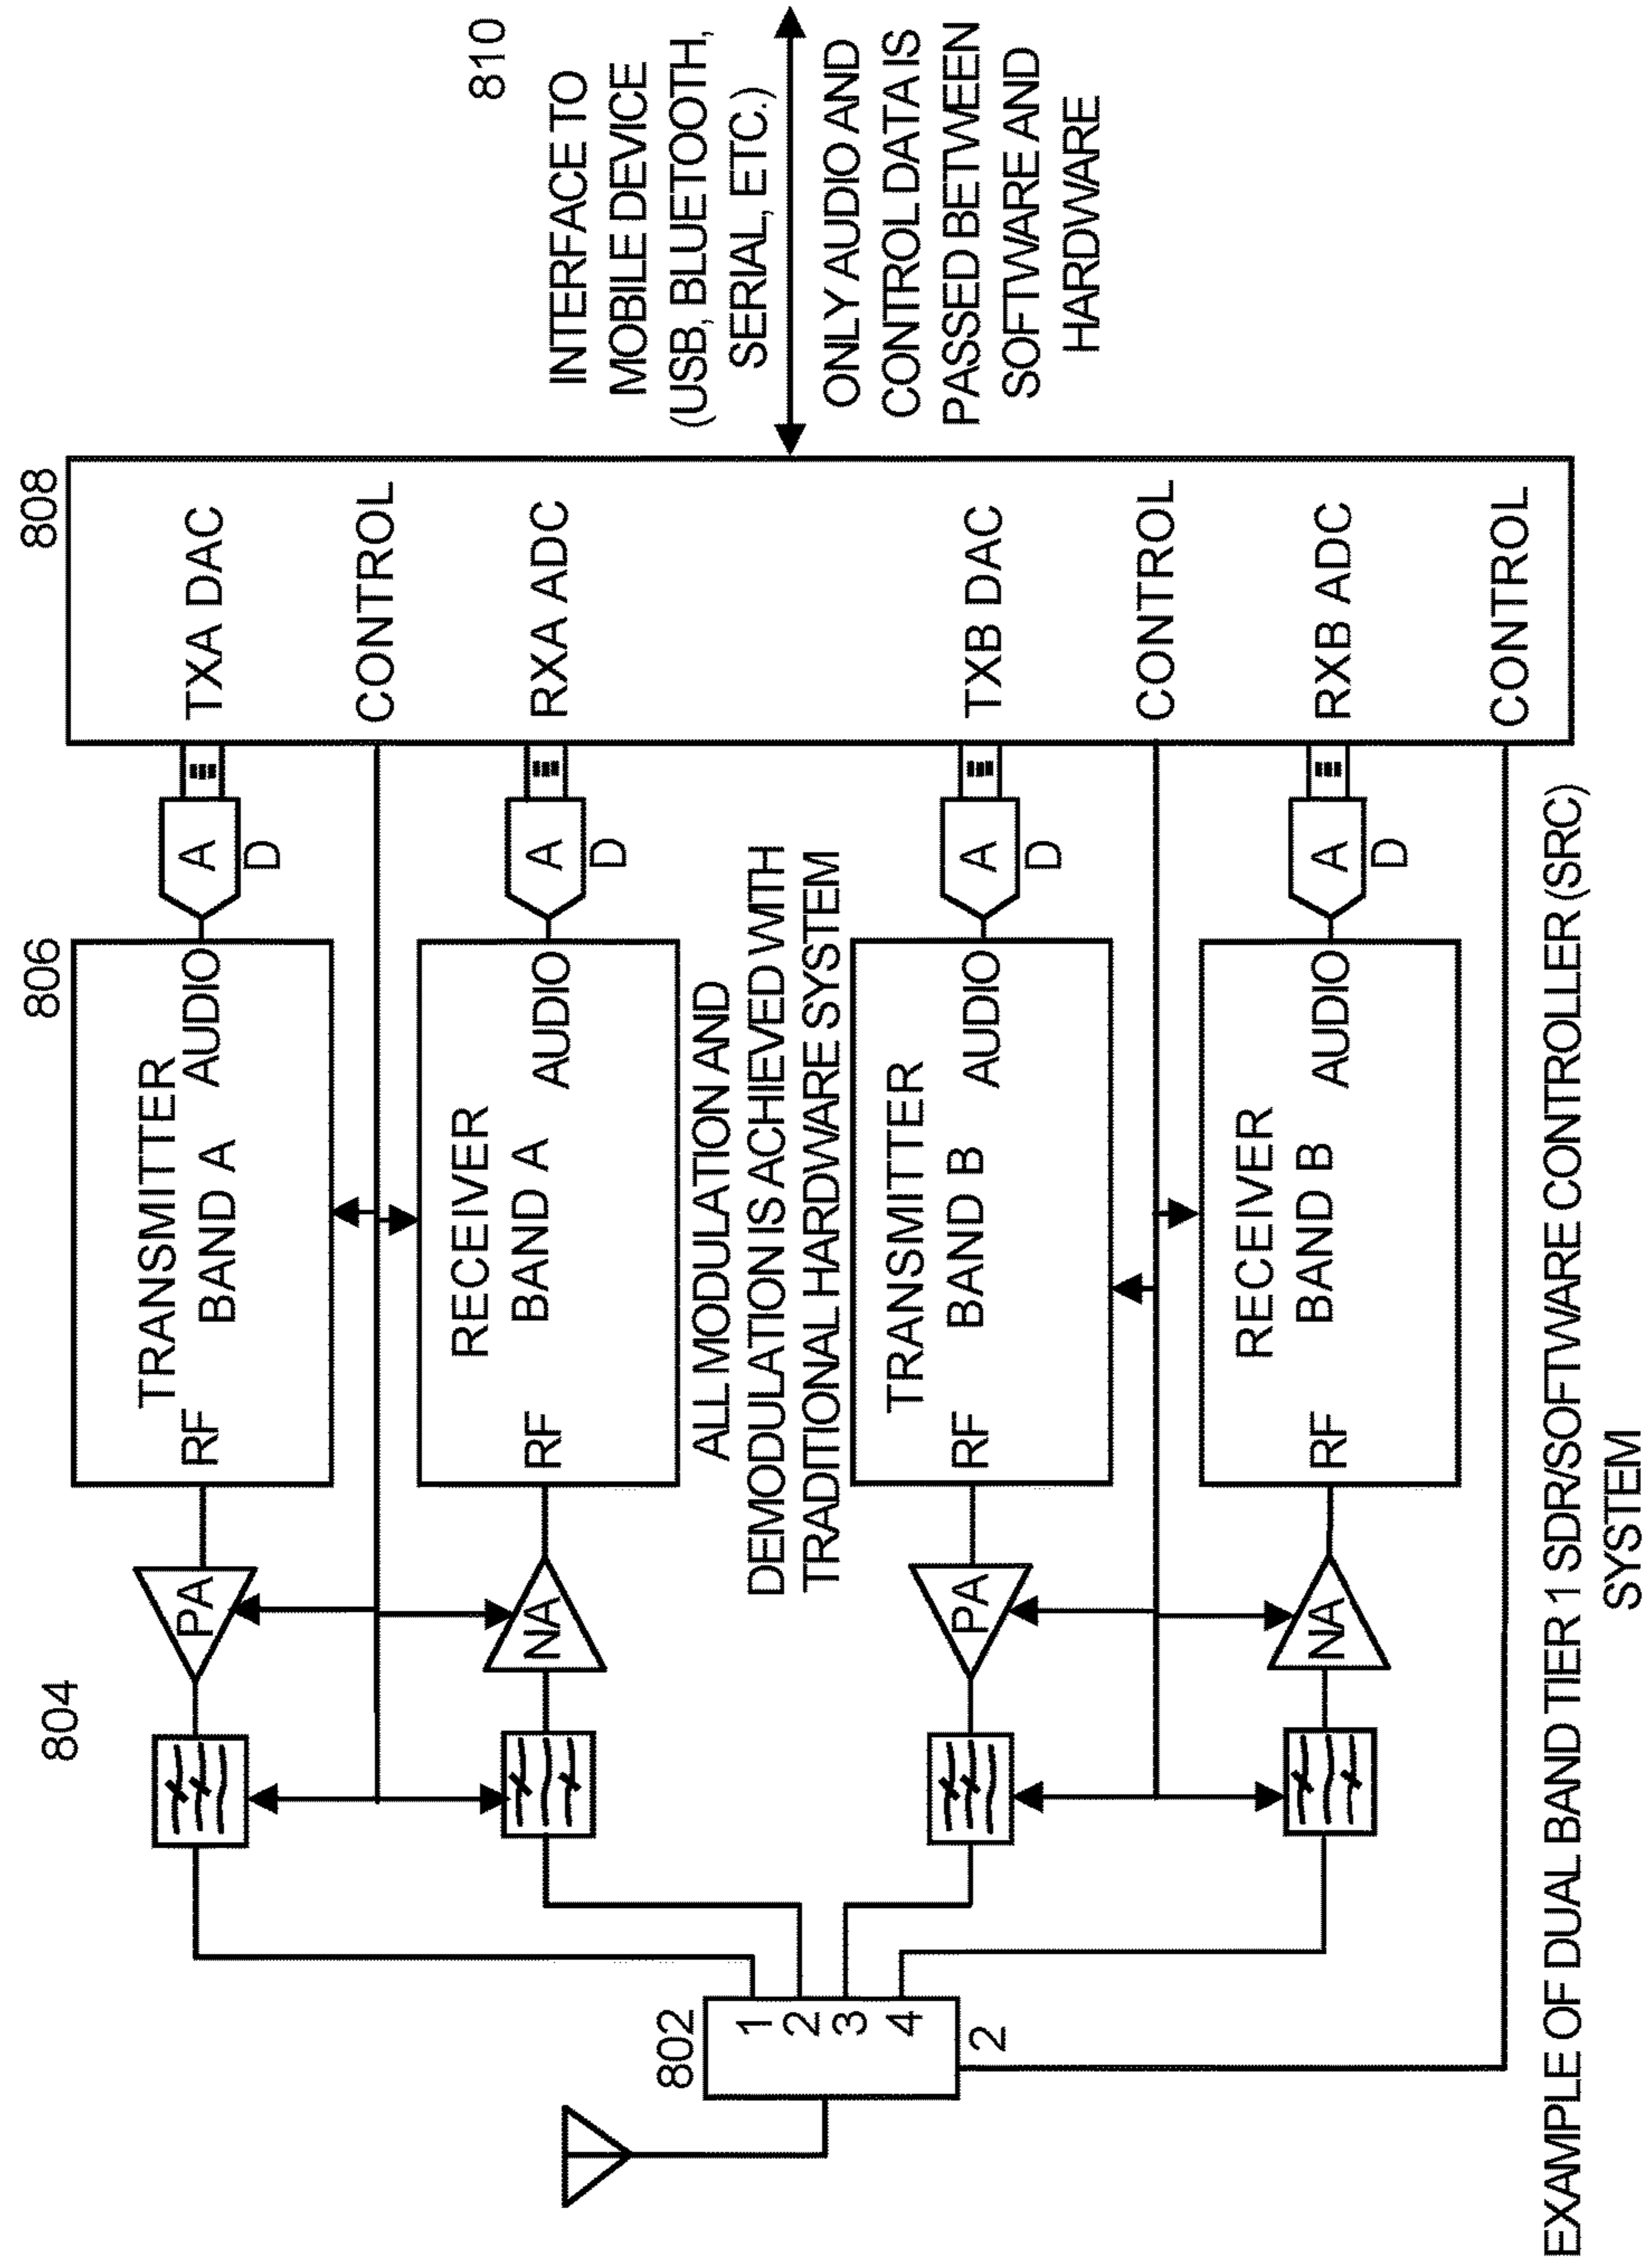 810
INTERFACE TO
MOBILE DEVICE
(USB, BLUETOOTH,
SERIAL, ETC.)
ONLY AUDIO AND
CONTROL DATA IS
PASSED BETWEEN
SOFTWARE AND
HARDWARE
808
TXA DAC
CONTROL
RXA ADC
TXB DAC
CONTROL
RXB ADC
CONTROL
A
D
A
D
A
D
A
D
806
TRANSMITTER
BAND A
RF
AUDIO
RECEIVER
BAND A
RF
AUDIO
ALL MODULATION AND
DEMODULATION IS ACHIEVED WITH
TRADITIONAL HARDWARE SYSTEM
TRANSMITTER
BAND B
RF
AUDIO
RECEIVER
BAND B
RF
AUDIO
804
PA
NA
PA
NA
802
1
2
3
4
2
EXAMPLE OF DUAL BAND TIER 1 SDR/SOFTWARE CONTROLLER (SRC)
SYSTEM